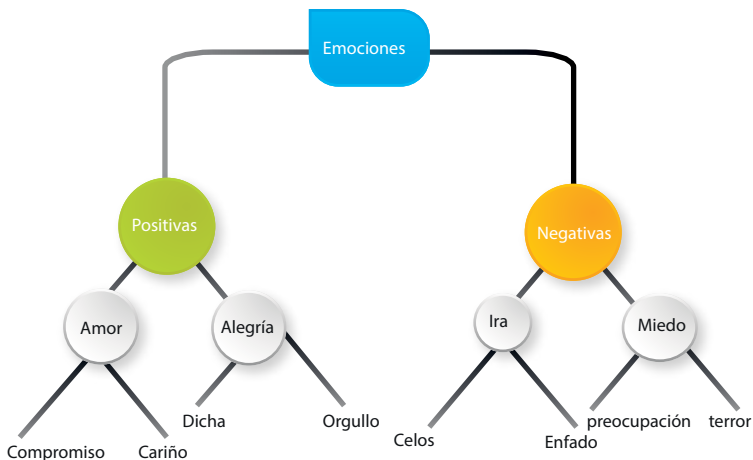 Emociones
Positivas
Negativas
Amor
Alegría
Ira
Miedo
Dicha
Orgullo
preocupación
terror
Compromiso
Cariño
Celos
Enfado